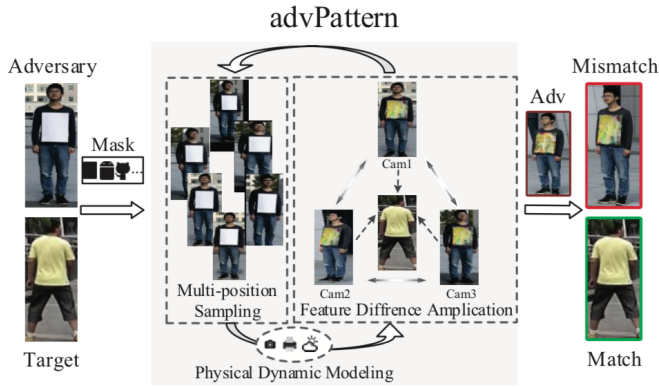 advPattern
Adversary
Mask
...
Target
Multi-position
Sampling
Cam1
Cam2
Cam3
Feature Diffrence Amplication
Physical Dynamic Modeling
Adv
Mismatch
Match